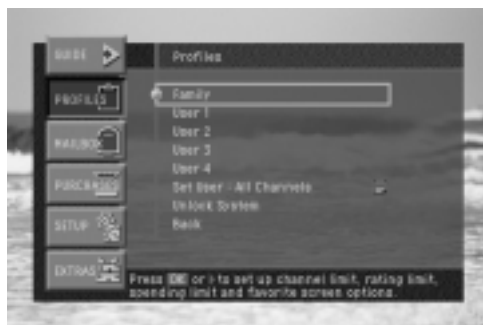 GUIDE
Profiles
PROFILES
Family
User 1
MAILBOX
User 2
User 3
User 4
PURCHASES
Set User - All Channels
Unlock System
SETUP
Back
EXTRAS
Press OK or > to set up channel limit, rating limit,
spending limit and favorite screen options.